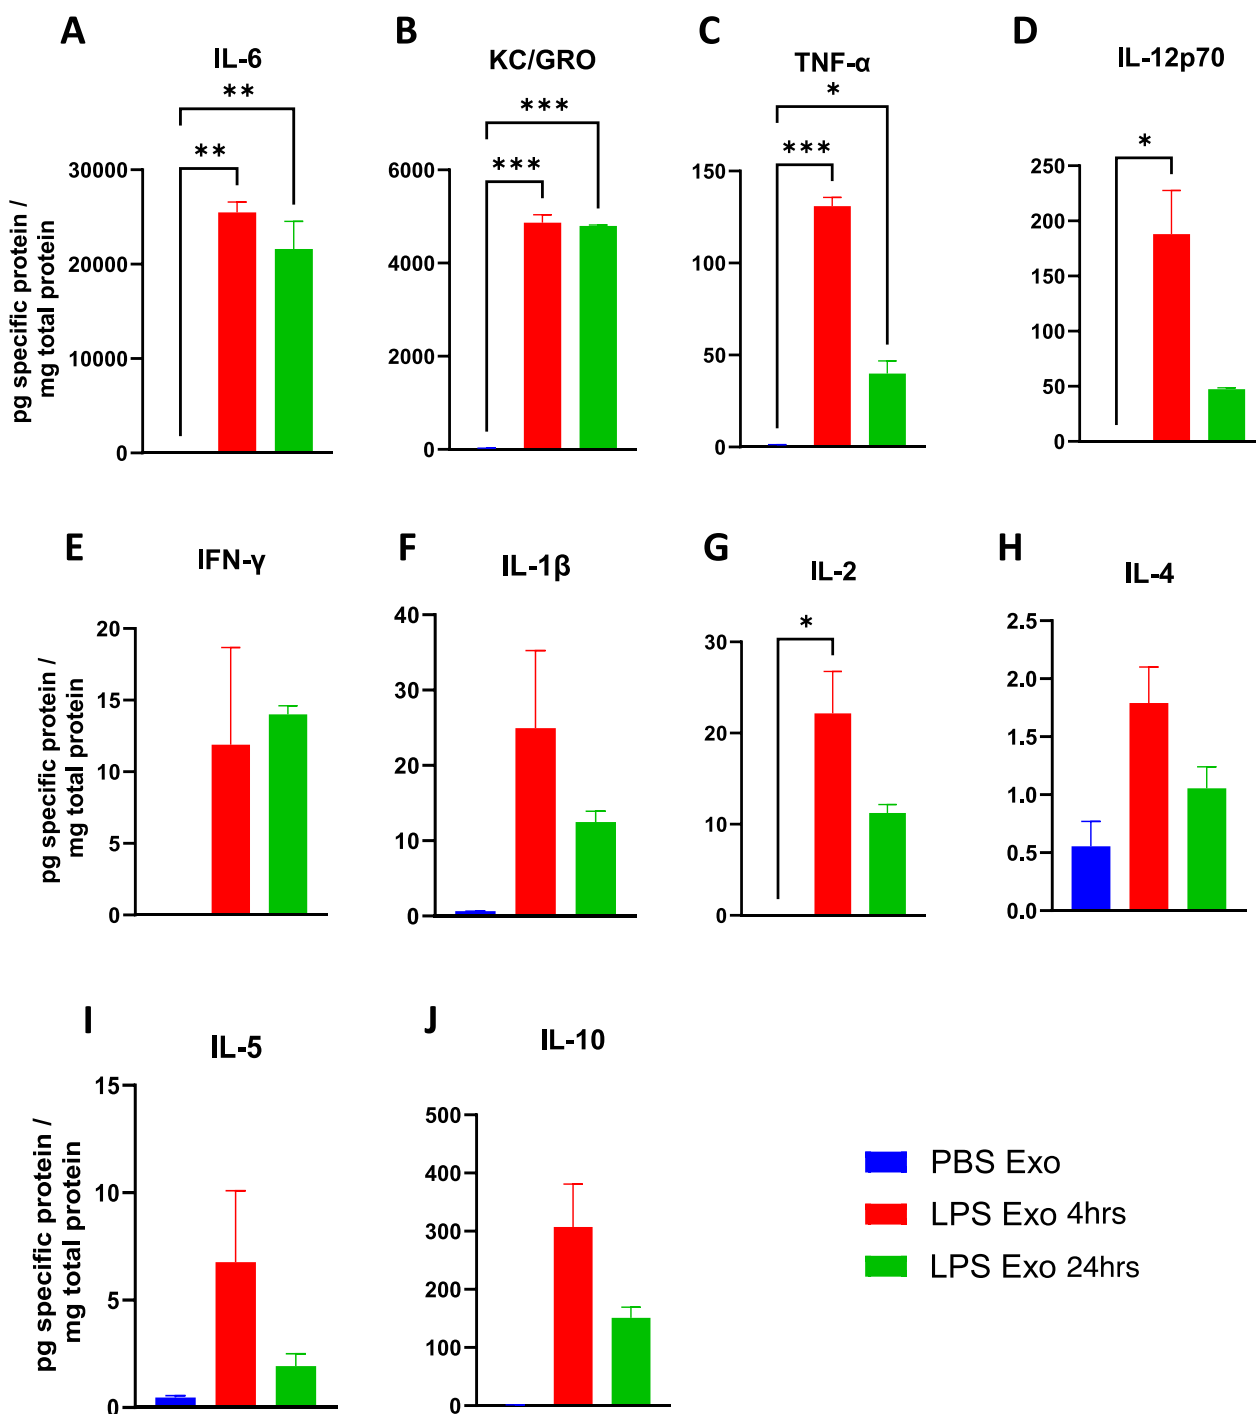 A
IL-6
**
**
30000
20000
10000
0
pg specific protein /
mg total protein
B
KC/GRO
***
***
6000
4000
2000
0
C
TNF-α
*
***
150
100
50
0
D
IL-12p70
*
250
200
150
100
50
0
E
IFN-γ
20
15
10
5
0
pg specific protein /
mg total protein
F
IL-1β
40
30
20
10
0
G
IL-2
*
30
20
10
0
H
IL-4
2.5
2.0
1.5
1.0
0.5
0.0
I
IL-5
15
10
5
0
pg specific protein /
mg total protein
J
IL-10
500
400
300
200
100
0
PBS Exo
LPS Exo 4hrs
LPS Exo 24hrs